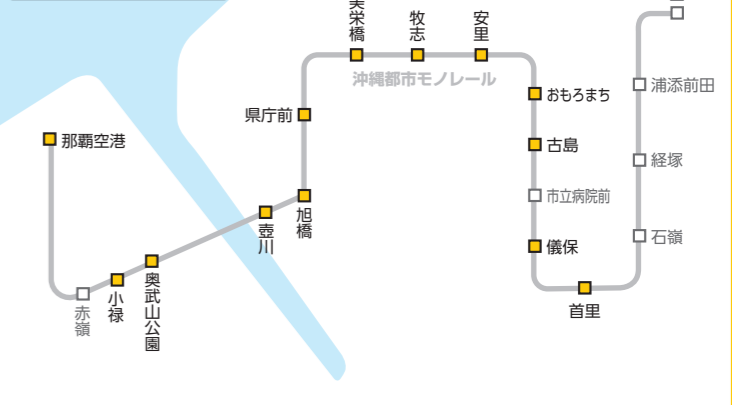 美栄橋
牧志
安里
沖縄都市モノレール
おもろまち
浦添前田
県庁前
那覇空港
古島
経塚
市立病院前
旭橋
壺川
石嶺
儀保
奥武山公園
小禄
赤嶺
首里